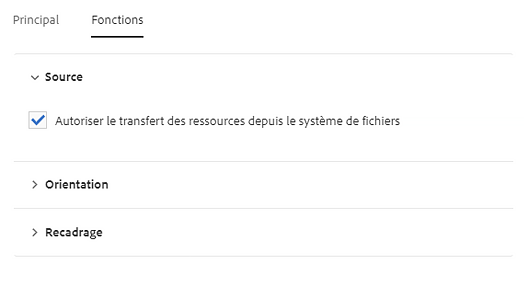 Principal Fonctions
Source
Autoriser le transfert des ressources depuis le système de fichiers
Orientation
Recadrage